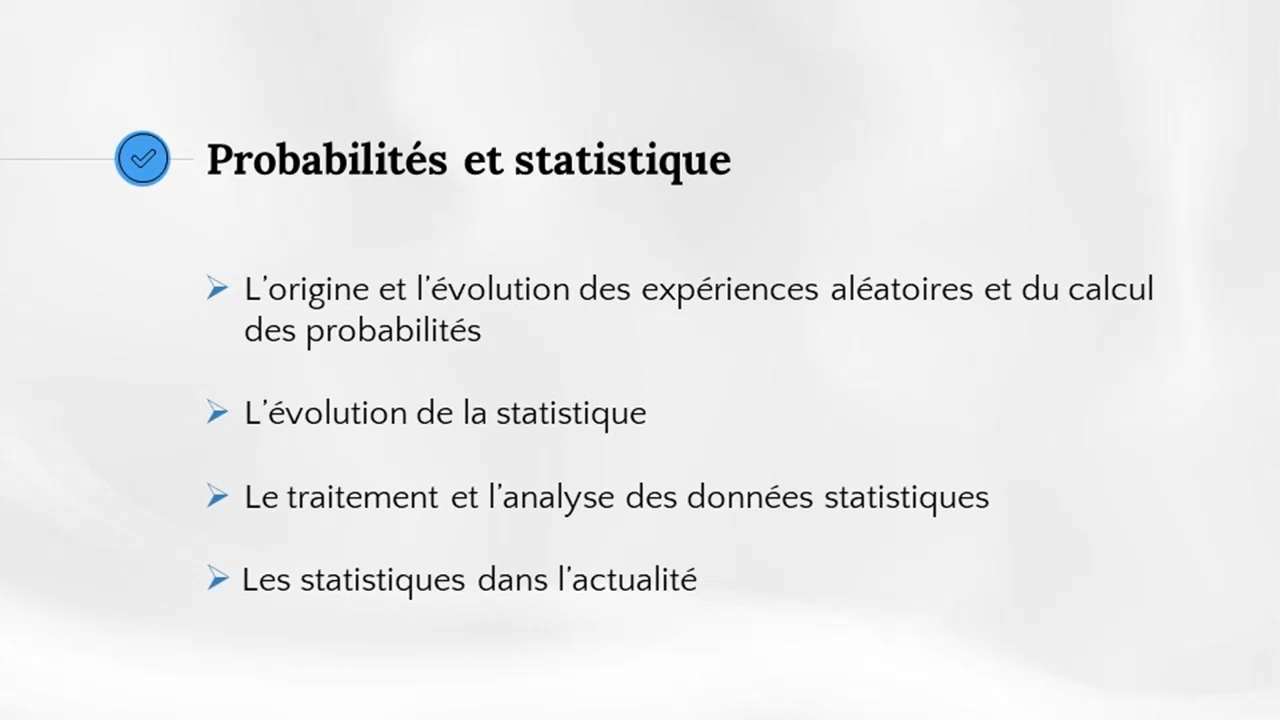 Probabilités et statistique
L’origine et l’évolution des expériences aléatoires et du calcul
des probabilités
L’évolution de la statistique
Le traitement et l’analyse des données statistiques
Les statistiques dans l’actualité